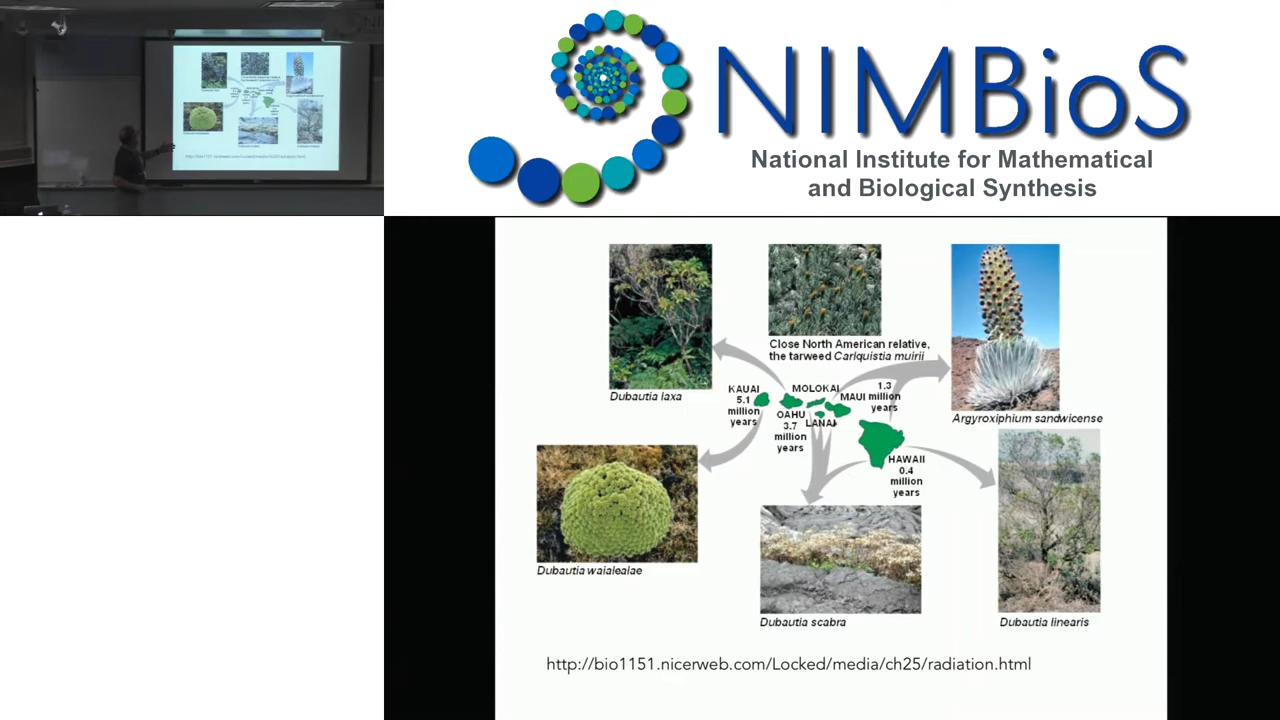 NIMBioS
National Institute for Mathematical
and Biological Synthesis
Close North American relative,
the tarweed Carlquistia muirii
Dubautia laxa
KAUAI
5.1
million
years
MOLOKAI
OAHU
3.7
million
years
LANAI
MAUI
1.3
million
years
Argyroxiphium sandwicense
HAWAII
0.4
million
years
Dubautia waialealae
Dubautia scabra
Dubautia linearis
http://bio1151.nicerweb.com/Locked/media/ch25/radiation.html